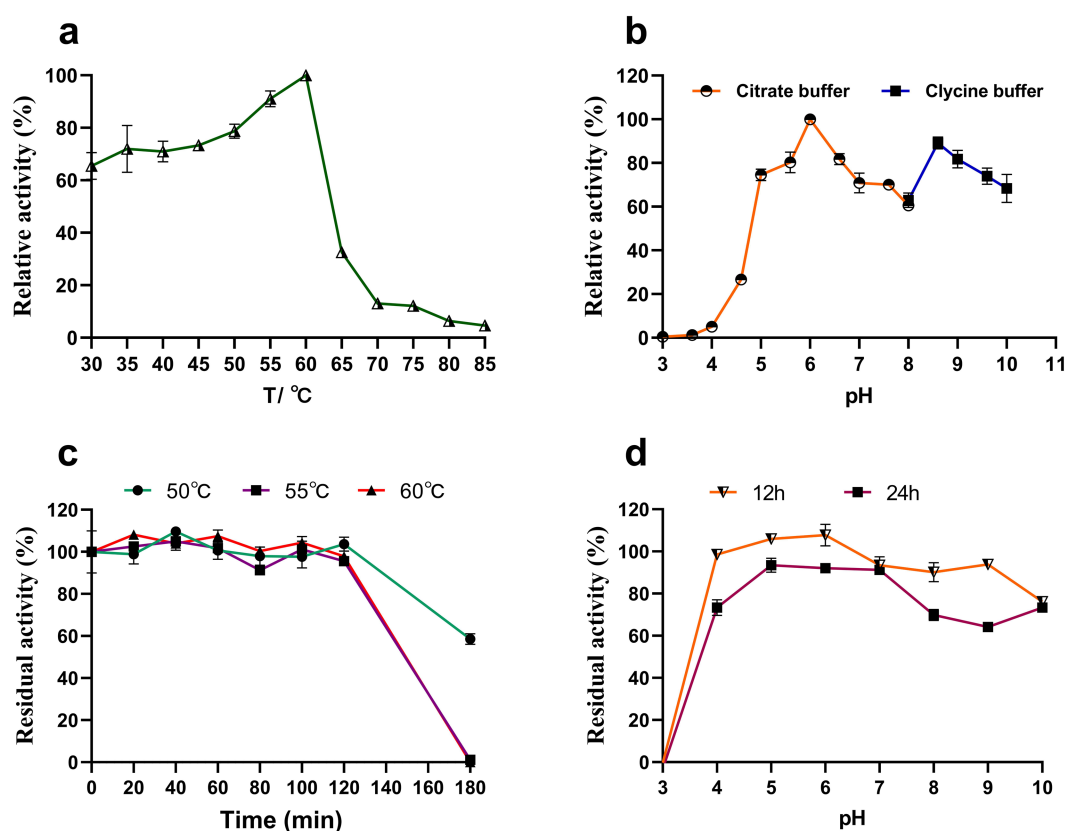 a
Relative activity (%)
100
80
60
40
20
0
30 35 40 45 50 55 60 65 70 75 80 85
T/ ℃
b
Relative activity (%)
Citrate buffer Clycine buffer
120
100
80
60
40
20
0
3 4 5 6 7 8 9 10 11
pH
c
Residual activity (%)
50℃ 55℃ 60℃
120
100
80
60
40
20
0
0 20 40 60 80 100 120 140 160 180
Time (min)
d
Residual activity (%)
12h 24h
120
100
80
60
40
20
0
3 4 5 6 7 8 9 10
pH